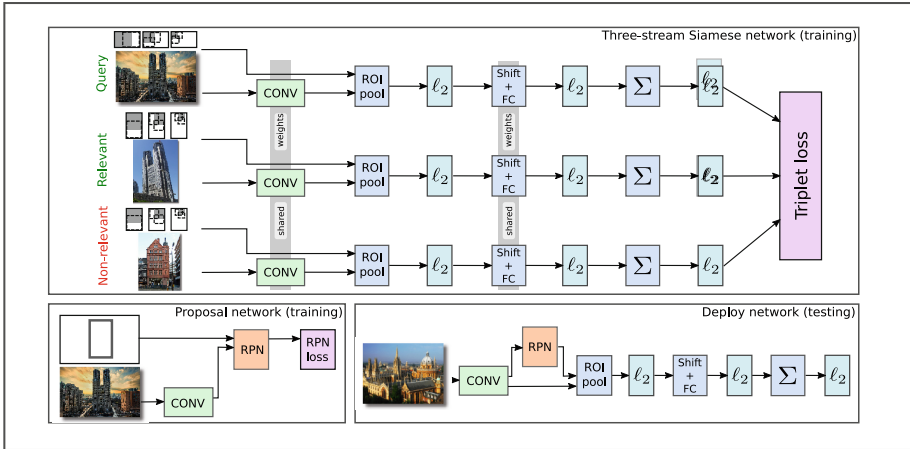 Three-stream Siamese network (training)
Query
CONV
ROI
pool
ℓ2
Shift
+
FC
ℓ2
Σ
ℓ2
ℓ2
weights
weights
Relevant
CONV
ROI
pool
ℓ2
Shift
+
FC
ℓ2
Σ
ℓ2
Triplet loss
shared
shared
Non-relevant
CONV
ROI
pool
ℓ2
Shift
+
FC
ℓ2
Σ
ℓ2
Proposal network (training)
RPN
RPN
loss
CONV
Deploy network (testing)
RPN
CONV
ROI
pool
ℓ2
Shift
+
FC
ℓ2
Σ
ℓ2